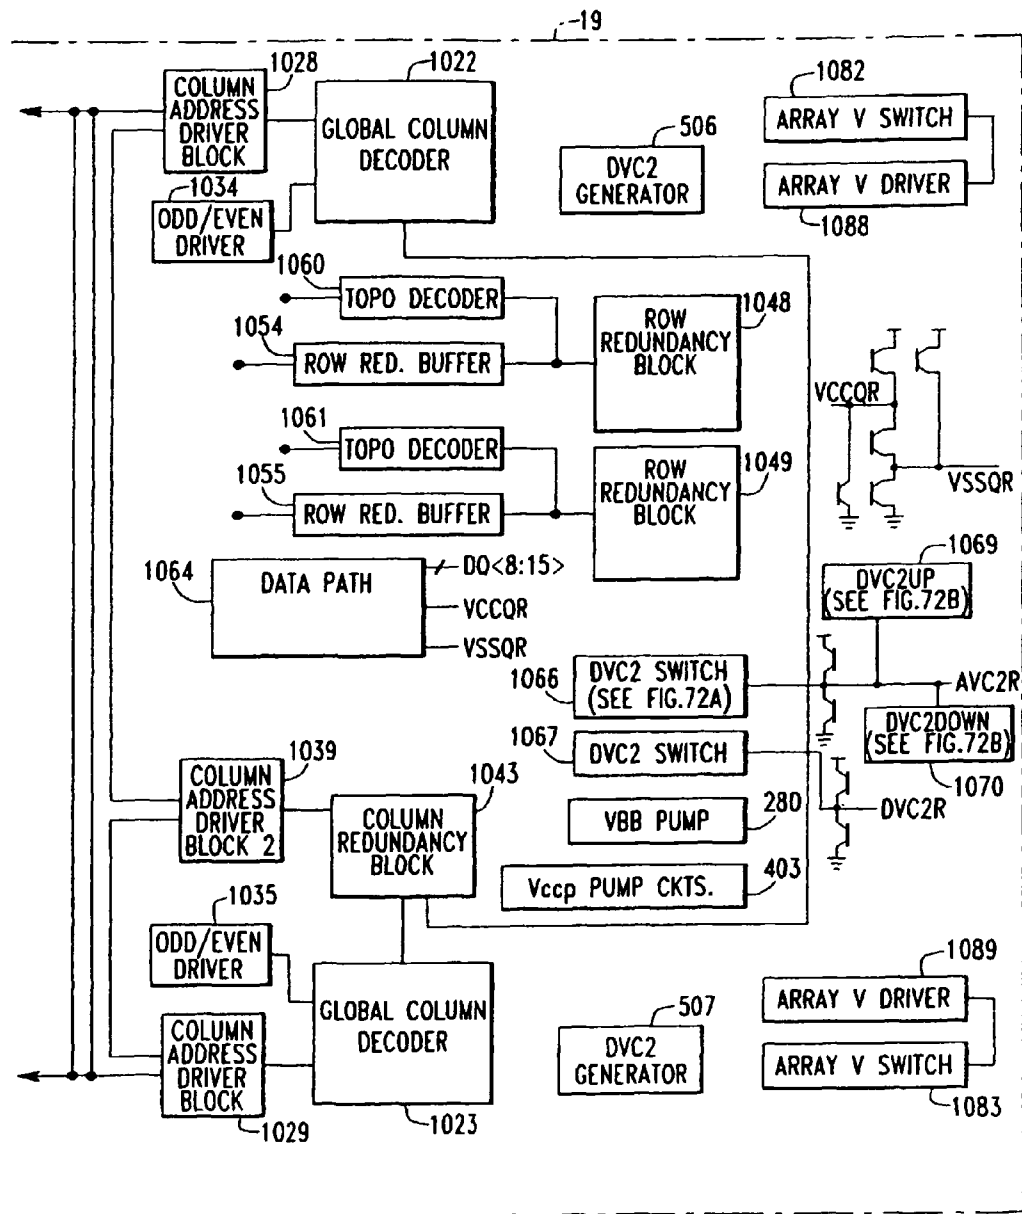 19
1028
COLUMN
ADDRESS
DRIVER
BLOCK
1022
GLOBAL COLUMN
DECODER
1082
ARRAY V SWITCH
506
DVC2
GENERATOR
ARRAY V DRIVER
1088
1034
ODD/EVEN
DRIVER
1060
TOPO DECODER
1054
ROW RED. BUFFER
1048
ROW
REDUNDANCY
BLOCK
VCCQR
VSSQR
1061
TOPO DECODER
1055
ROW RED. BUFFER
1049
ROW
REDUNDANCY
BLOCK
1064
DATA PATH
DQ<8:15>
VCCQR
VSSQR
1069
DVC2UP
(SEE FIG.72B)
1066
DVC2 SWITCH
(SEE FIG.72A)
AVC2R
DVC2DOWN
(SEE FIG.72B)
1070
1067
DVC2 SWITCH
DVC2R
1039
COLUMN
ADDRESS
DRIVER
BLOCK 2
1043
COLUMN
REDUNDANCY
BLOCK
280
VBB PUMP
403
Vccp PUMP CKTS.
1035
ODD/EVEN
DRIVER
GLOBAL COLUMN
DECODER
1023
COLUMN
ADDRESS
DRIVER
BLOCK
1029
507
DVC2
GENERATOR
1089
ARRAY V DRIVER
ARRAY V SWITCH
1083